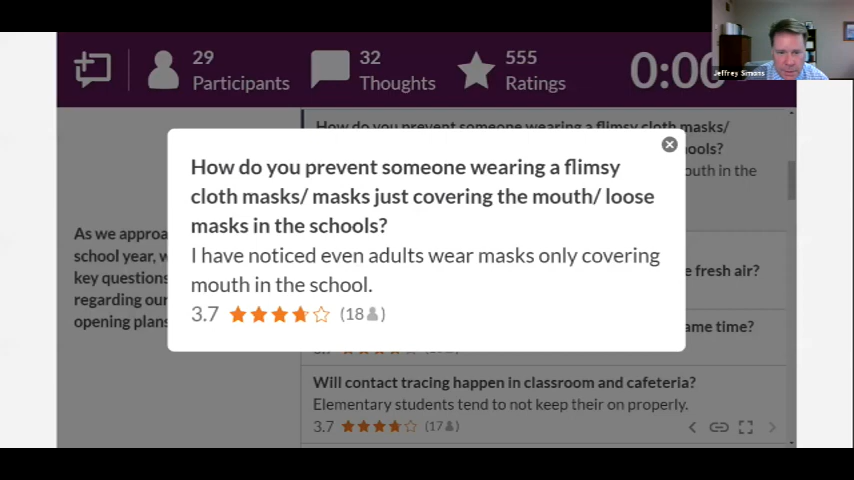 29
Participants
32
Thoughts
555
Ratings
0:00
Jeffrey Simons
How do you prevent someone wearing a flimsy cloth masks/
ools?
outh in the
As we approa
school year, w
key questions
regarding our
opening plans
How do you prevent someone wearing a flimsy
cloth masks/ masks just covering the mouth/ loose
masks in the schools?
I have noticed even adults wear masks only covering
mouth in the school.
3.7 (18)
e fresh air?
ame time?
Will contact tracing happen in classroom and cafeteria?
Elementary students tend to not keep their on properly.
3.7 (17)